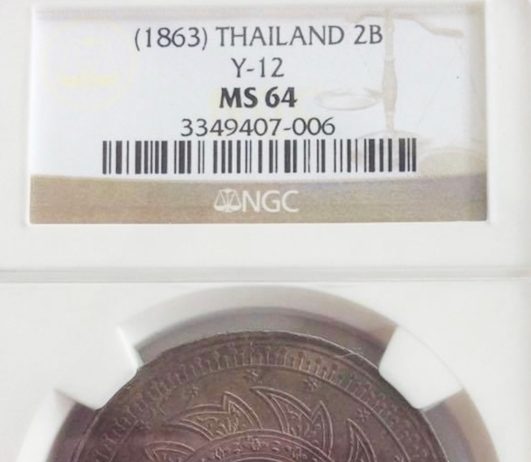 (1863) THAILAND 2B
Y-12
MS 64
3349407-006
NGC